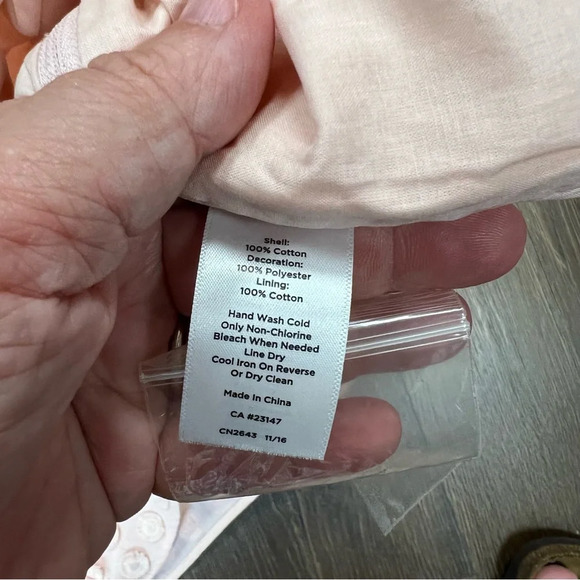 Shell:
100% Cotton
Decoration:
100% Polyester
Lining:
100% Cotton
Hand Wash Cold
Only Non-Chlorine
Bleach When Needed
Line Dry
Cool Iron On Reverse
Or Dry Clean
Made In China
CA #23147
CN2643 11/16